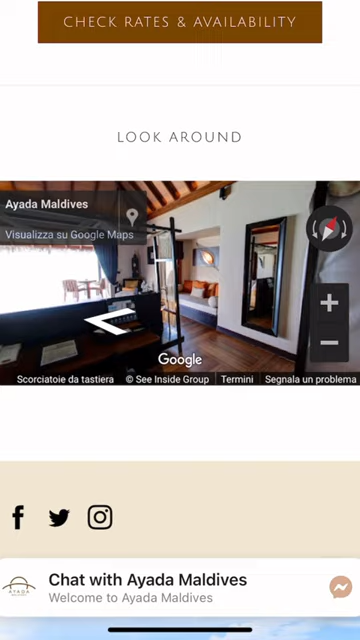 CHECK RATES & AVAILABILITY
LOOK AROUND
Ayada Maldives
Visualizza su Google Maps
Google
Scorciatoie da tastiera © See Inside Group Termini Segnala un problema
Chat with Ayada Maldives
AYADA
Welcome to Ayada Maldives